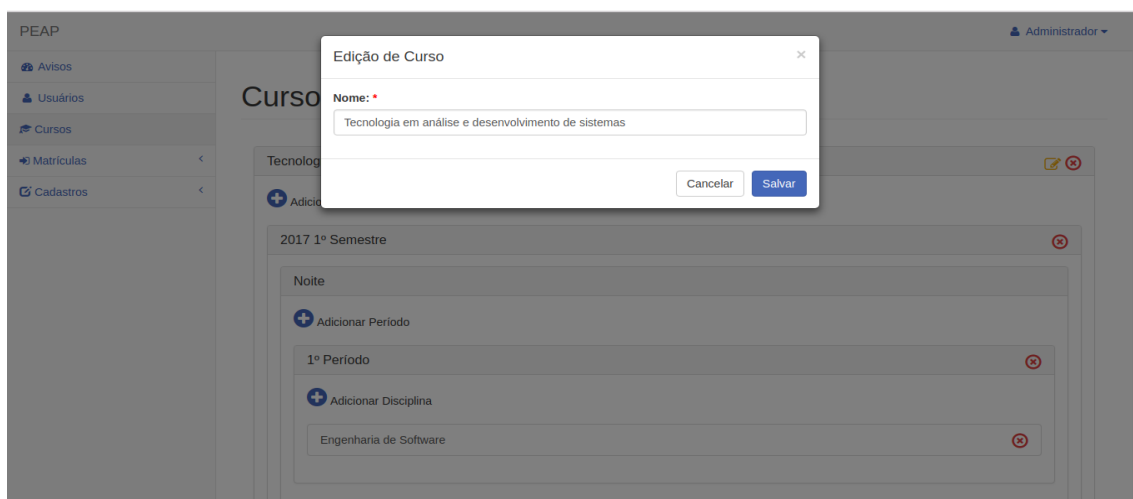 PEAP
Administrador
Edição de Curso
×
Avisos
Usuários
Cursos
Matrículas
Cadastros
Curso
Nome: *
Tecnologia em análise e desenvolvimento de sistemas
Cancelar Salvar
Tecnolog
Adicio
2017 1º Semestre
Noite
Adicionar Período
1º Período
Adicionar Disciplina
Engenharia de Software